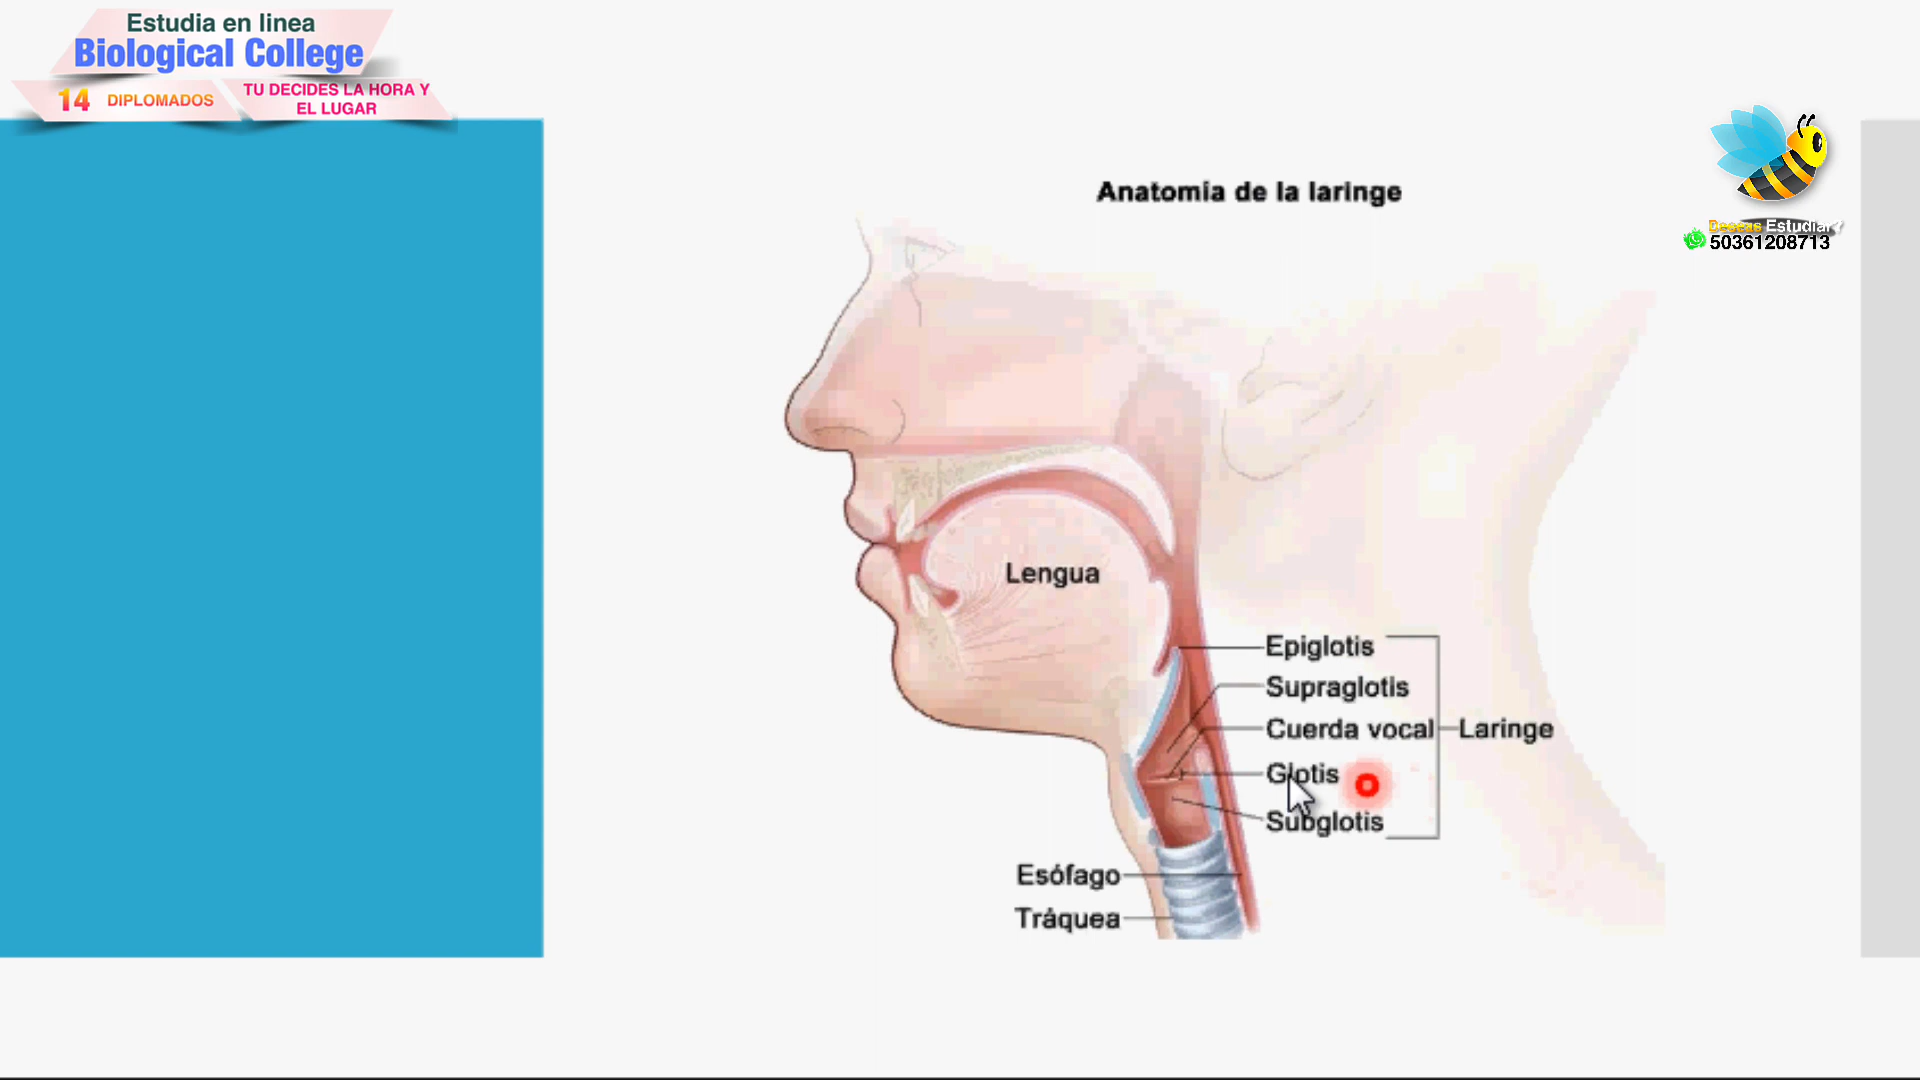 Estudia en linea
Biological College
14 DIPLOMADOS
TU DECIDES LA HORA Y
EL LUGAR
Deseas Estudiar?
50361208713
Anatomia de la laringe
Lengua
Epiglotis
Supraglotis
Cuerda vocal
Laringe
Glotis
Subglotis
Esófago
Tráquea